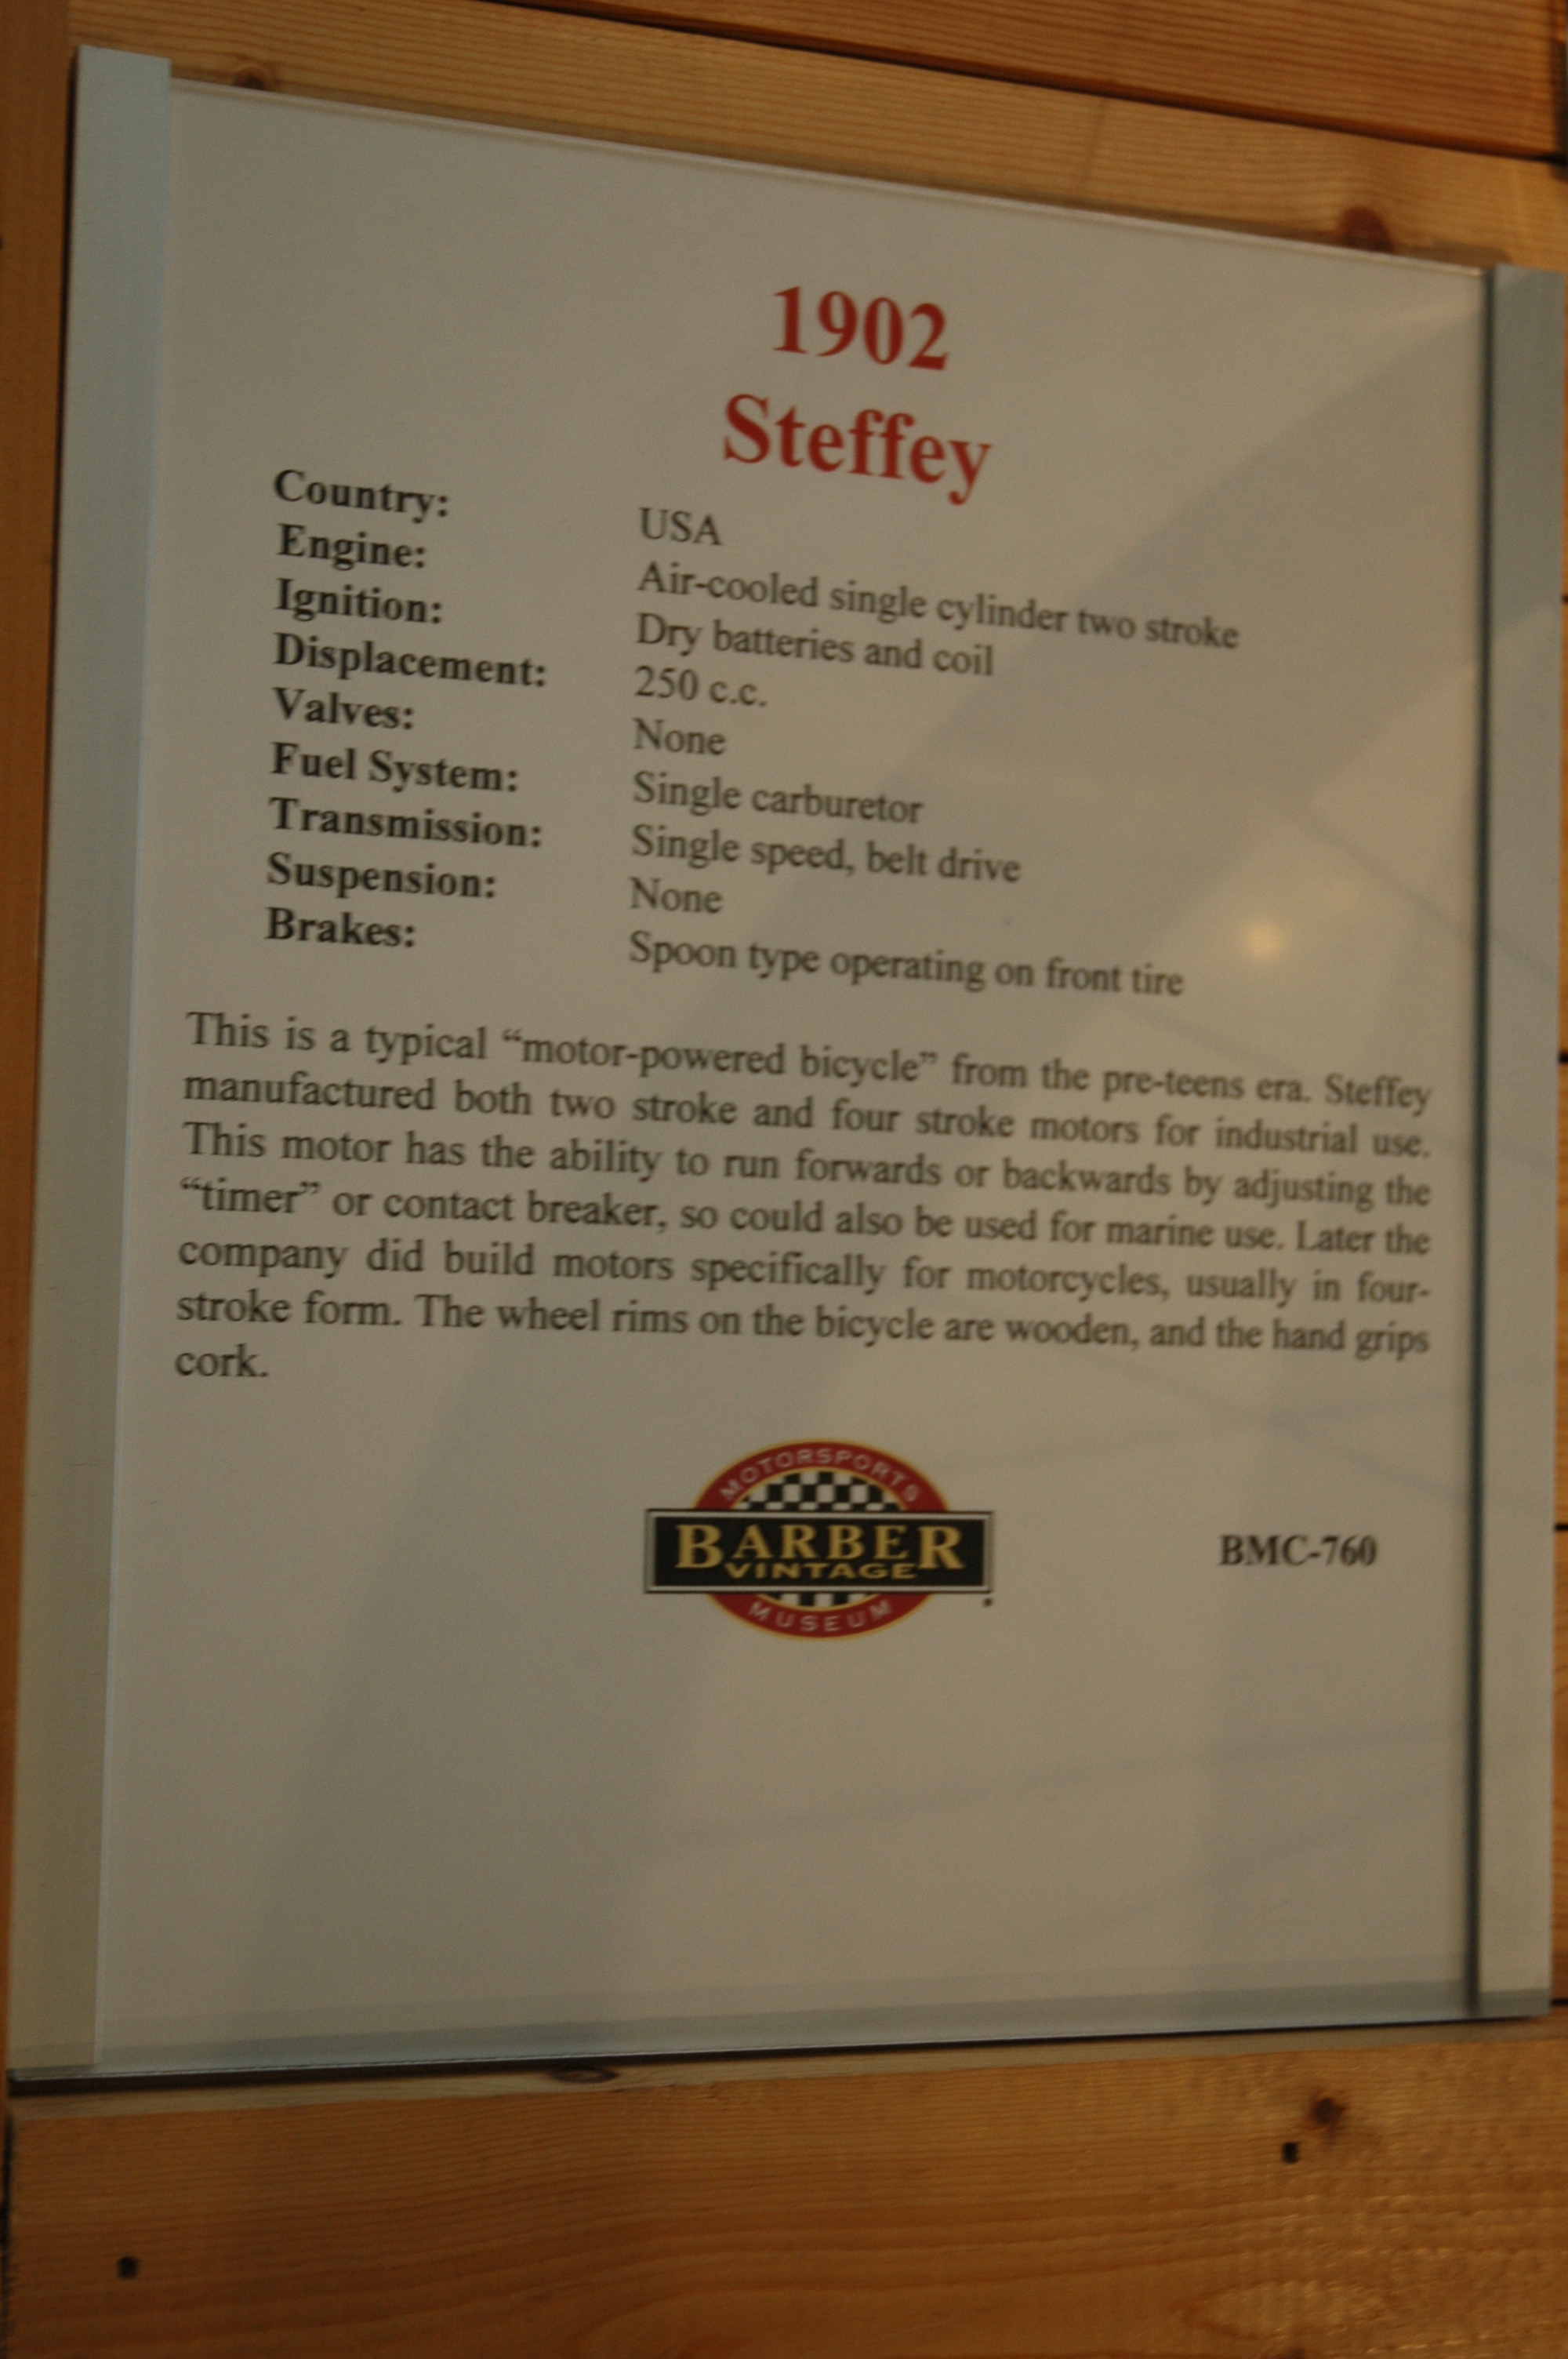 1902
Steffey
Country: USA
Engine: Air-cooled single cylinder two stroke
Ignition: Dry batteries and coil
Displacement: 250 c.c.
Valves: None
Fuel System: Single carburetor
Transmission: Single speed, belt drive
Suspension: None
Brakes: Spoon type operating on front tire
This is a typical “motor-powered bicycle” from the pre-teens era. Steffey
manufactured both two stroke and four stroke motors for industrial use.
This motor has the ability to run forwards or backwards by adjusting the
“timer” or contact breaker, so could also be used for marine use. Later the
company did build motors specifically for motorcycles, usually in four-
stroke form. The wheel rims on the bicycle are wooden, and the hand grips
cork.
MOTORSPORTS
BARBER
VINTAGE
MUSEUM
BMC-760